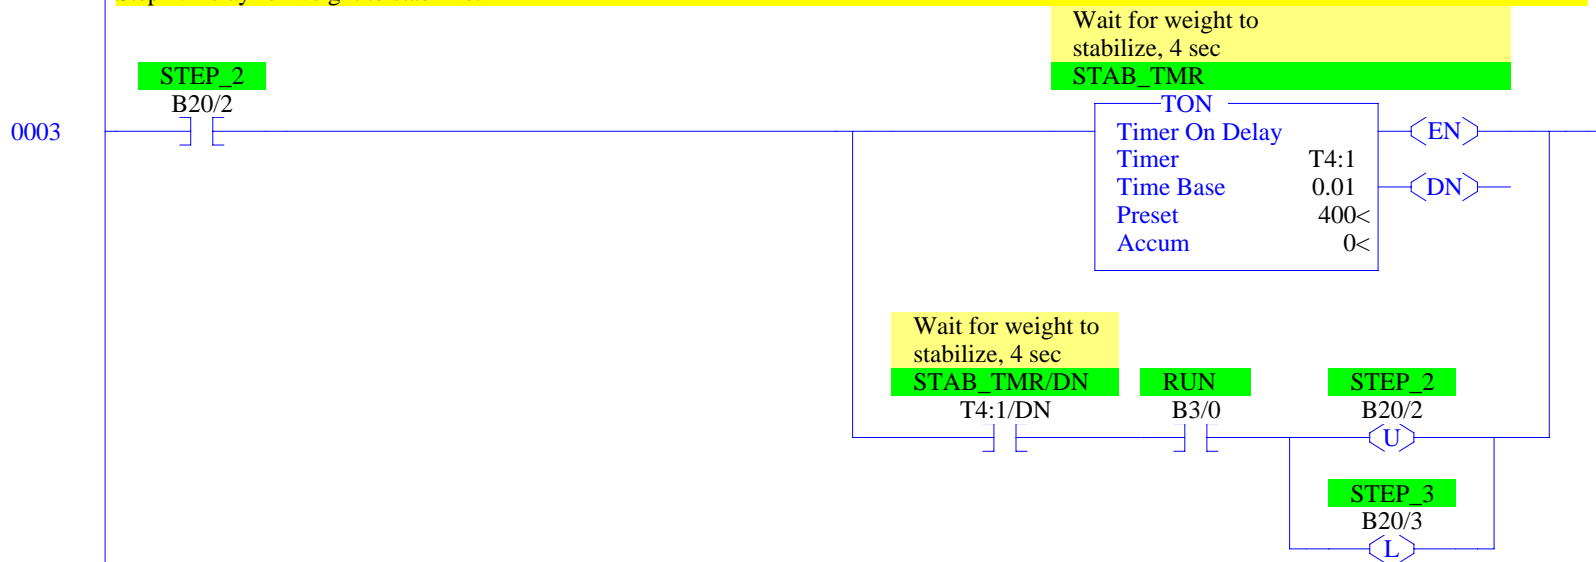 Wait for weight to
stabilize, 4 sec
STEP_2
STAB_TMR
B20/2
TON
0003
Timer On Delay
EN
Timer T4:1
Time Base 0.01
DN
Preset 400<
Accum 0<
Wait for weight to
stabilize, 4 sec
STAB_TMR/DN RUN STEP_2
T4:1/DN B3/0 B20/2
U
STEP_3
B20/3
L